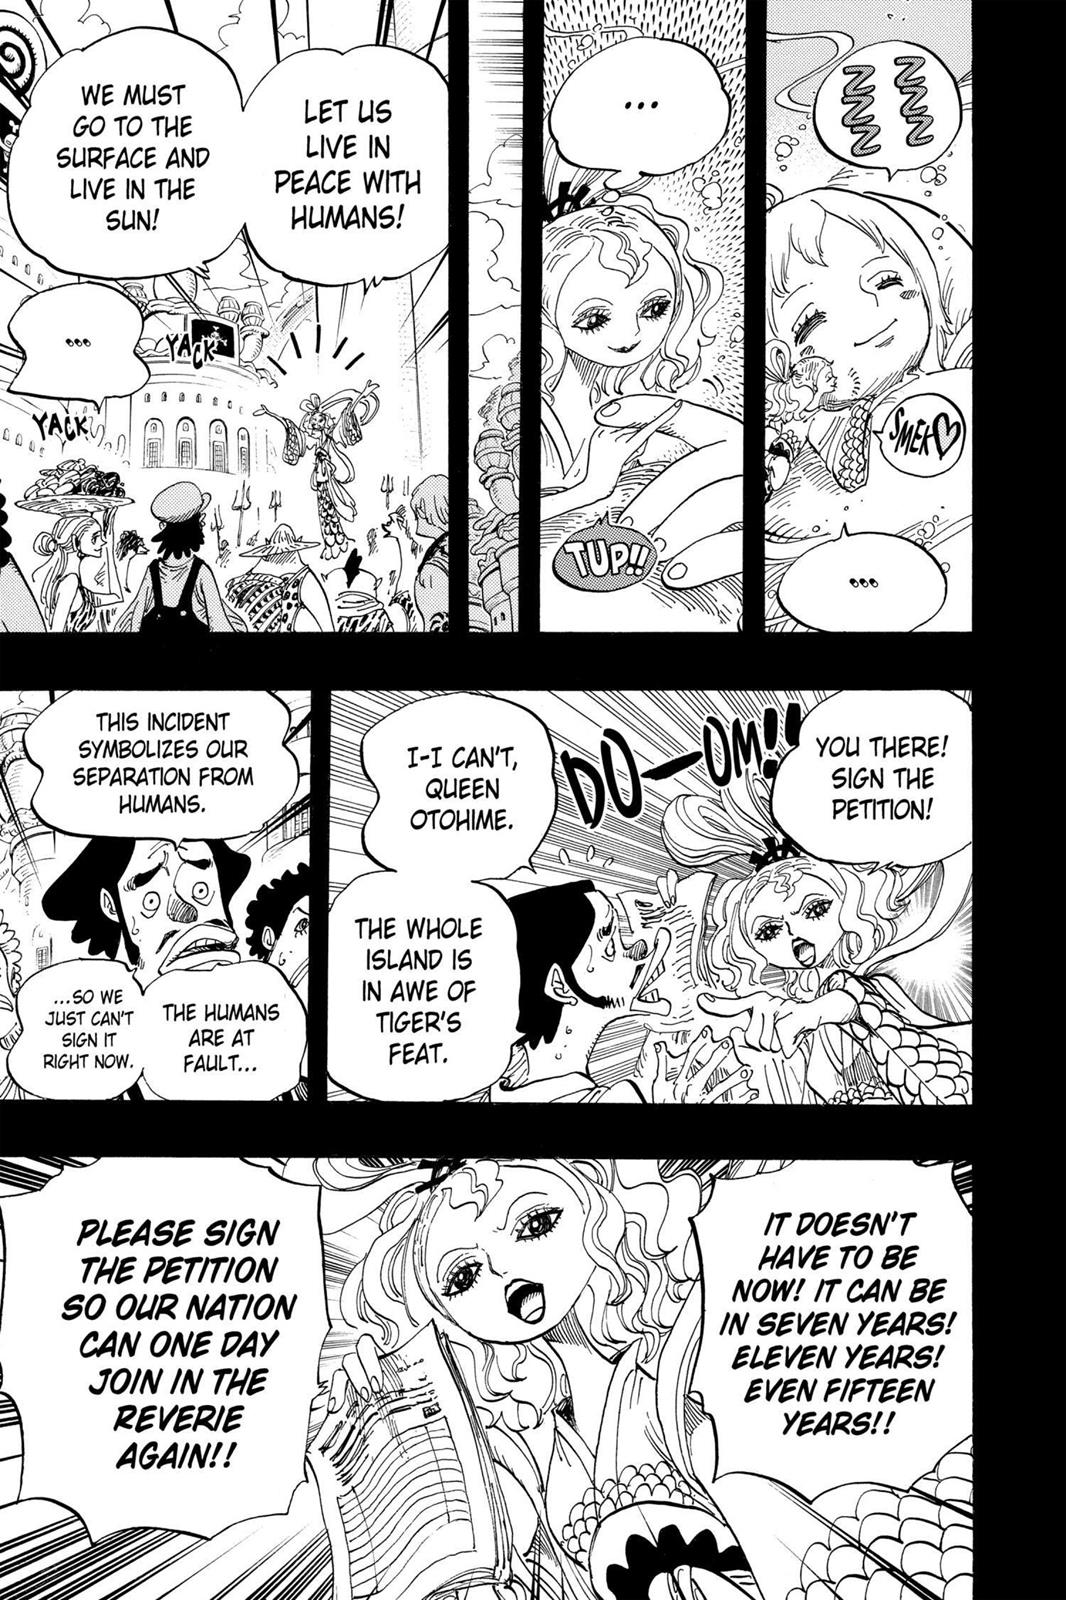 NNN
NNN
SMEK
...
...
TUP!!
LET US
LIVE IN
PEACE WITH
HUMANS!
WE MUST
GO TO THE
SURFACE AND
LIVE IN THE
SUN!
...
YACK
YACK
YOU THERE!
SIGN THE
PETITION!
DO-OM!!
I-I CAN'T,
QUEEN
OTOHIME.
THE WHOLE
ISLAND IS
IN AWE OF
TIGER'S
FEAT.
THIS INCIDENT
SYMBOLIZES OUR
SEPARATION FROM
HUMANS.
THE HUMANS
ARE AT
FAULT...
...SO WE
JUST CAN'T
SIGN IT
RIGHT NOW.
IT DOESN'T
HAVE TO BE
NOW! IT CAN BE
IN SEVEN YEARS!
ELEVEN YEARS!
EVEN FIFTEEN
YEARS!!
PLEASE SIGN
THE PETITION
SO OUR NATION
CAN ONE DAY
JOIN IN THE
REVERIE
AGAIN!!